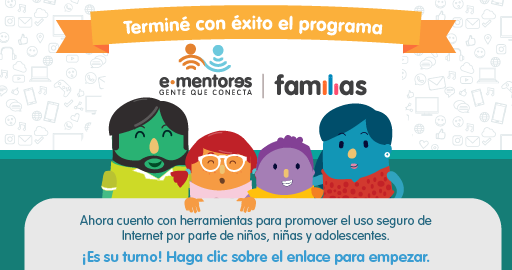 Terminé con éxito el programa
e·mentores
GENTE QUE CONECTA
familias
Ahora cuento con herramientas para promover el uso seguro de
Internet por parte de niños, niñas y adolescentes.
¡Es su turno! Haga clic sobre el enlace para empezar.